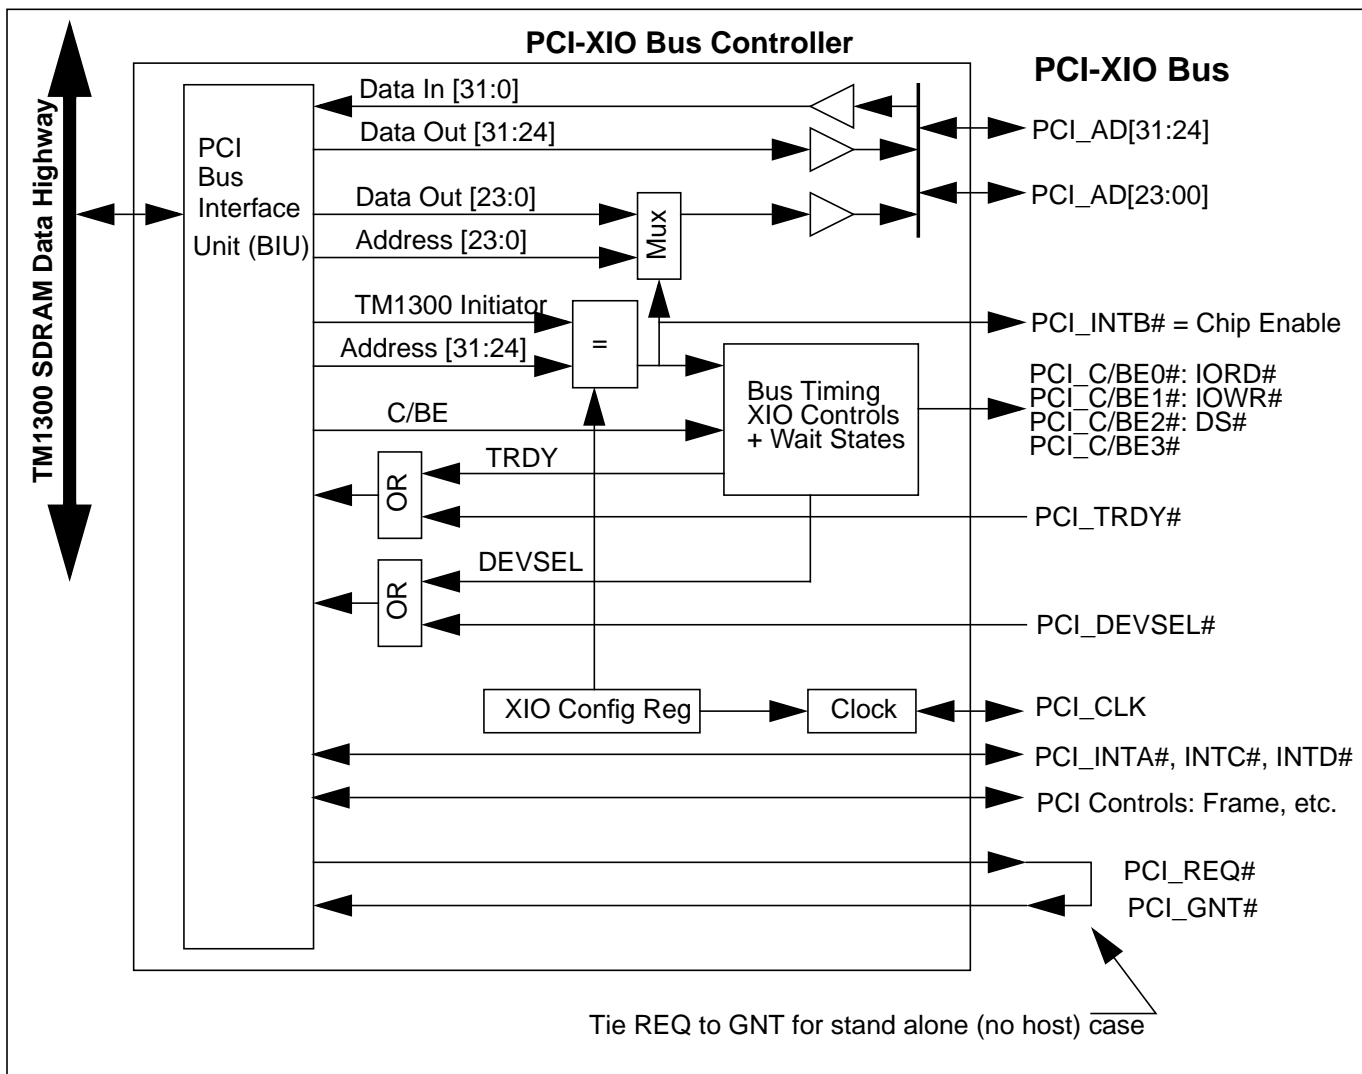 PCI-XIO Bus Controller
PCI-XIO Bus
TM1300 SDRAM Data Highway
PCI
Bus
Interface
Unit (BIU)
Data In [31:0]
Data Out [31:24]
Data Out [23:0]
Address [23:0]
Mux
TM1300 Initiator
Address [31:24]
=
C/BE
Bus Timing
XIO Controls
+ Wait States
TRDY
OR
DEVSEL
OR
XIO Config Reg
Clock
PCI_AD[31:24]
PCI_AD[23:00]
PCI_INTB# = Chip Enable
PCI_C/BE0#: IORD#
PCI_C/BE1#: IOWR#
PCI_C/BE2#: DS#
PCI_C/BE3#
PCI_TRDY#
PCI_DEVSEL#
PCI_CLK
PCI_INTA#, INTC#, INTD#
PCI Controls: Frame, etc.
PCI_REQ#
PCI_GNT#
Tie REQ to GNT for stand alone (no host) case